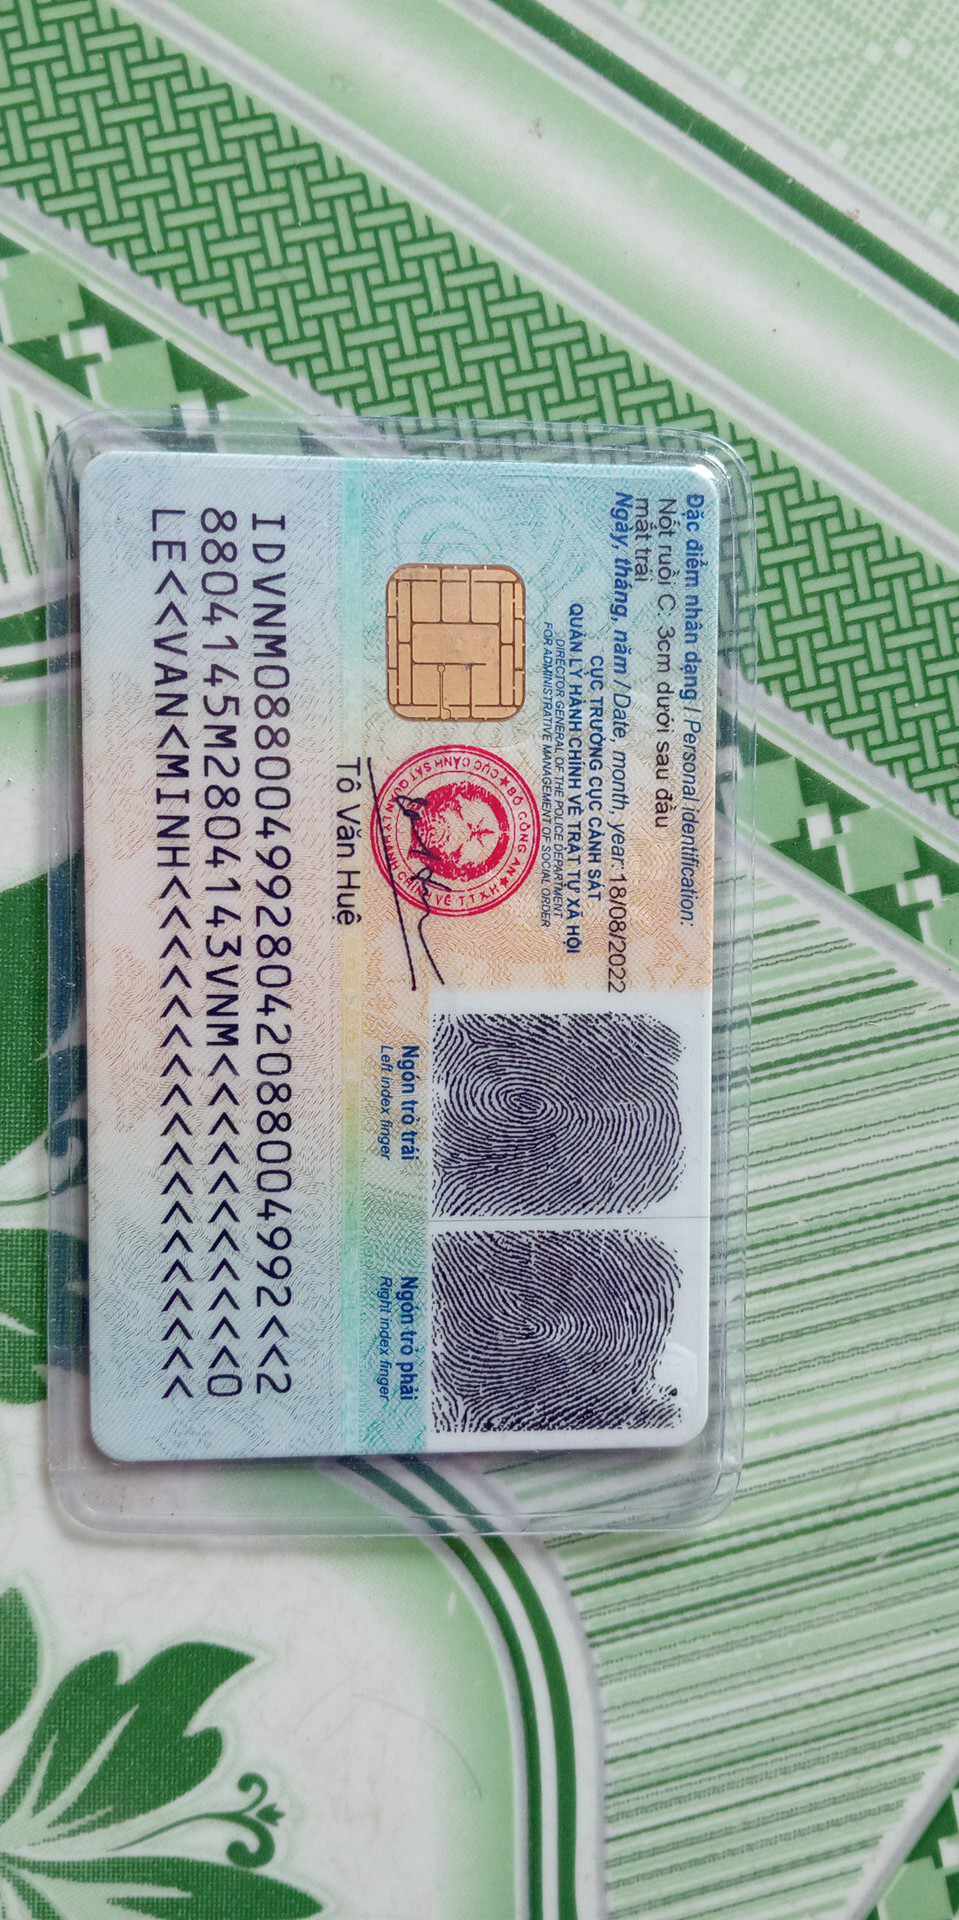 Đặc điểm nhân dạng / Personal identification:
Nốt ruồi C: 3cm dưới sau đầu
mắt trái
Ngày, tháng, năm / Date, month, year: 18/08/2022
CỤC TRƯỞNG CỤC CẢNH SÁT
QUẢN LÝ HÀNH CHÍNH VỀ TRẬT TỰ XÃ HỘI
DIRECTOR GENERAL OF THE POLICE DEPARTMENT
FOR ADMINISTRATIVE MANAGEMENT OF SOCIAL ORDER
BỘ CÔNG AN
CỤC CẢNH SÁT QUẢN LÝ HÀNH CHÍNH VỀ TTXH
Tô Văn Huệ
Ngón trỏ trái
Left index finger
Ngón trỏ phải
Right index finger
IDVNM0880049928042088004992<<2
8804145M2804143VNM<<<<<<<<<<<0
LE<<VAN<MINH<<<<<<<<<<<<<<<<<<